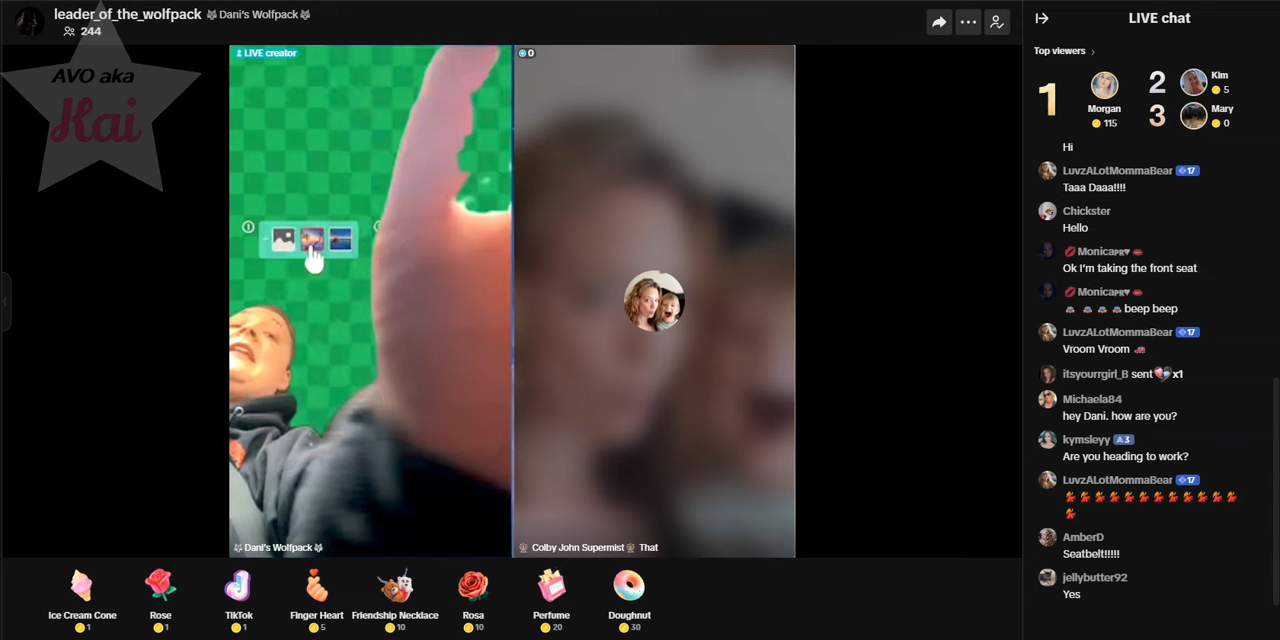 leader_of_the_wolfpack 🐺Dani's Wolfpack🐺
244
AVO aka
Kai
LIVE creator
0
🐺Dani's Wolfpack🐺
Colby John Supermist That
Ice Cream Cone
1
Rose
1
TikTok
1
Finger Heart
5
Friendship Necklace
10
Rosa
10
Perfume
20
Doughnut
30
LIVE chat
Top viewers >
1
Morgan
115
2
Kim
5
3
Mary
0
Hi
LuvzALotMommaBear 17
Taaa Daaa!!!!
Chickster
Hello
💋Monicaᴘʀ♥👄
Ok I'm taking the front seat
💋Monicaᴘʀ♥👄
🚘 🚘 🚘 🚘 beep beep
LuvzALotMommaBear 17
Vroom Vroom 🚗
itsyourrgirl_B sent x1
Michaela84
hey Dani. how are you?
kymsleyy 3
Are you heading to work?
LuvzALotMommaBear 17
💃💃💃💃💃💃💃💃💃💃💃💃
💃
AmberD
Seatbelt!!!!!
jellybutter92
Yes